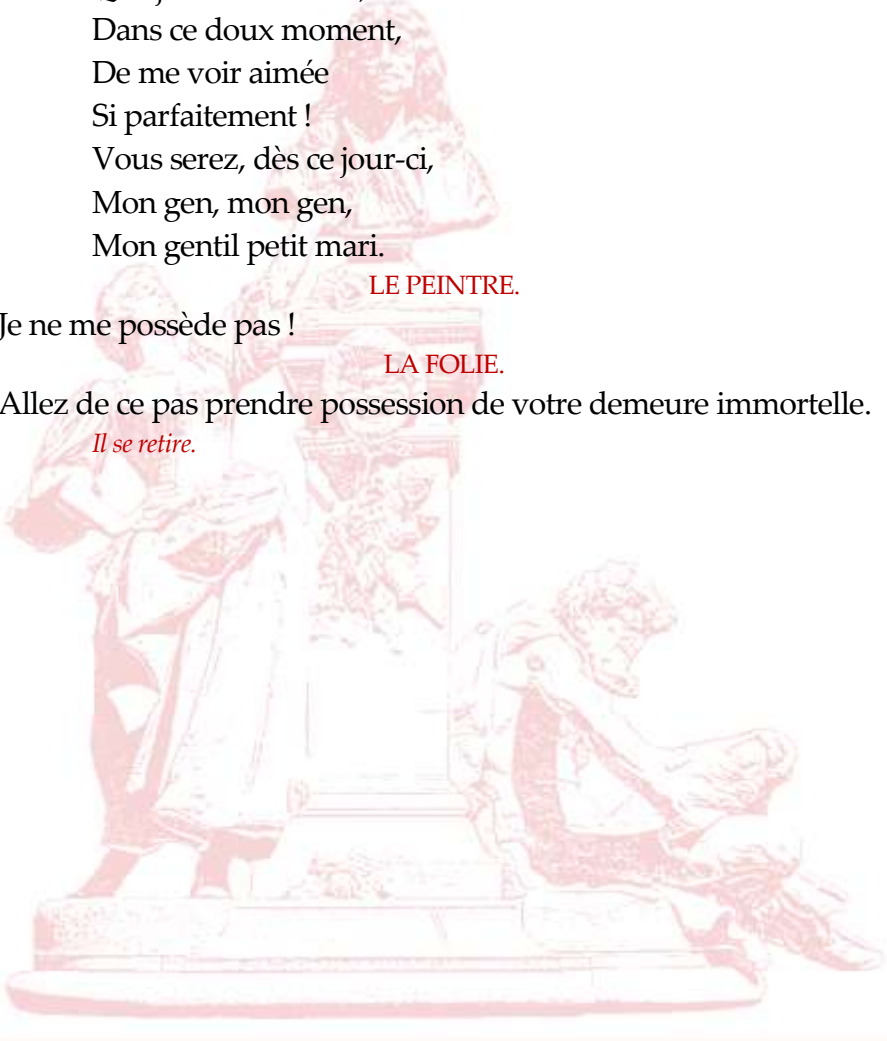 Dans ce doux moment,
De me voir aimée
Si parfaitement !
Vous serez, dès ce jour-ci,
Mon gen, mon gen,
Mon gentil petit mari.
LE PEINTRE.
Je ne me possède pas !
LA FOLIE.
Allez de ce pas prendre possession de votre demeure immortelle.
Il se retire.